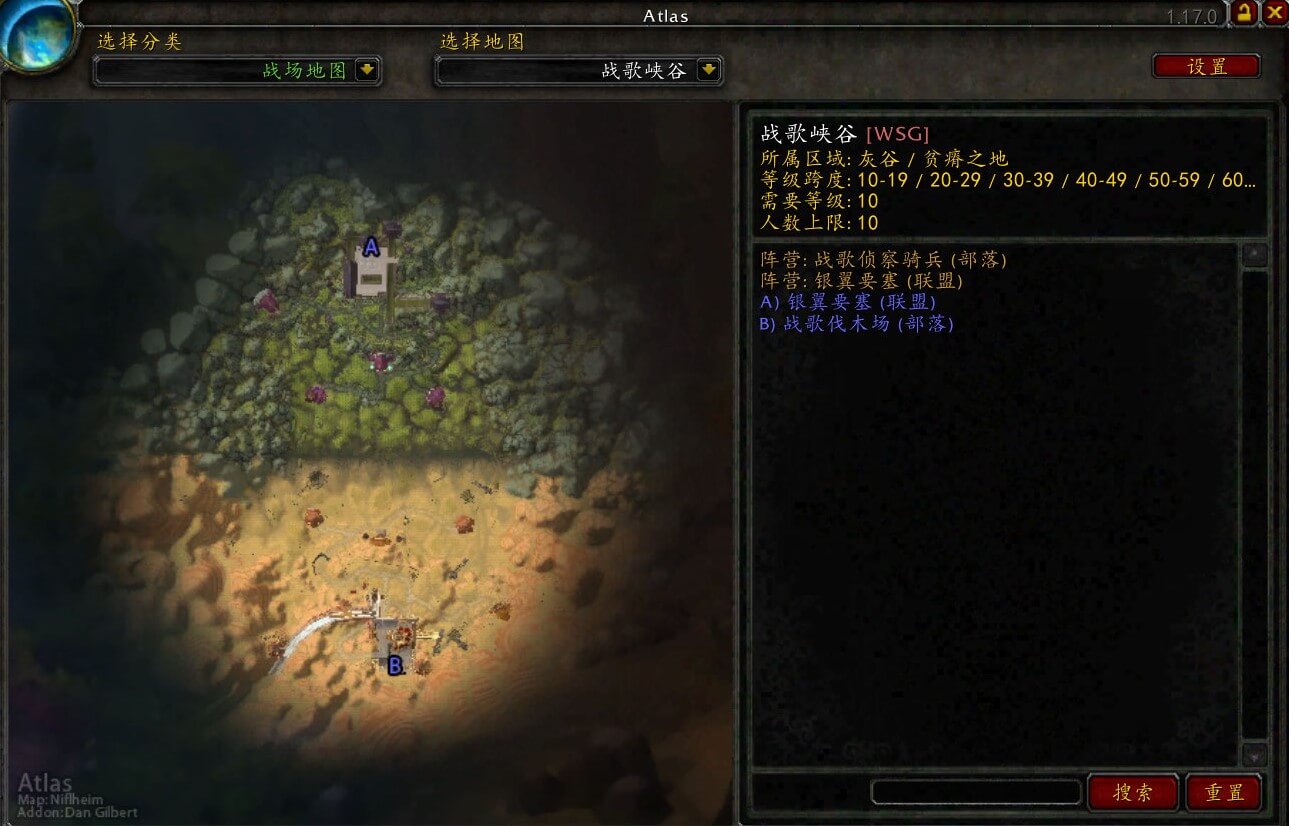 Atlas
1.17.0
选择分类
选择地图
战场地图
战歌峡谷
设置
战歌峡谷 [WSG]
所属区域: 灰谷 / 贫瘠之地
等级跨度: 10-19 / 20-29 / 30-39 / 40-49 / 50-59 / 60...
需要等级: 10
人数上限: 10
阵营: 战歌侦察骑兵 (部落)
阵营: 银翼要塞 (联盟)
A) 银翼要塞 (联盟)
B) 战歌伐木场 (部落)
A
B
Atlas
Map:Niflheim
Addon:Dan Gilbert
搜索
重置